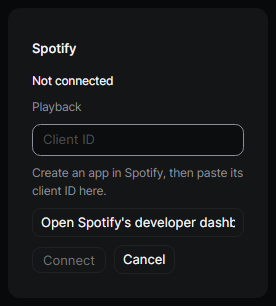 Spotify
Not connected
Playback
Client ID
Create an app in Spotify, then paste its
client ID here.
Open Spotify's developer dashb
Connect
Cancel